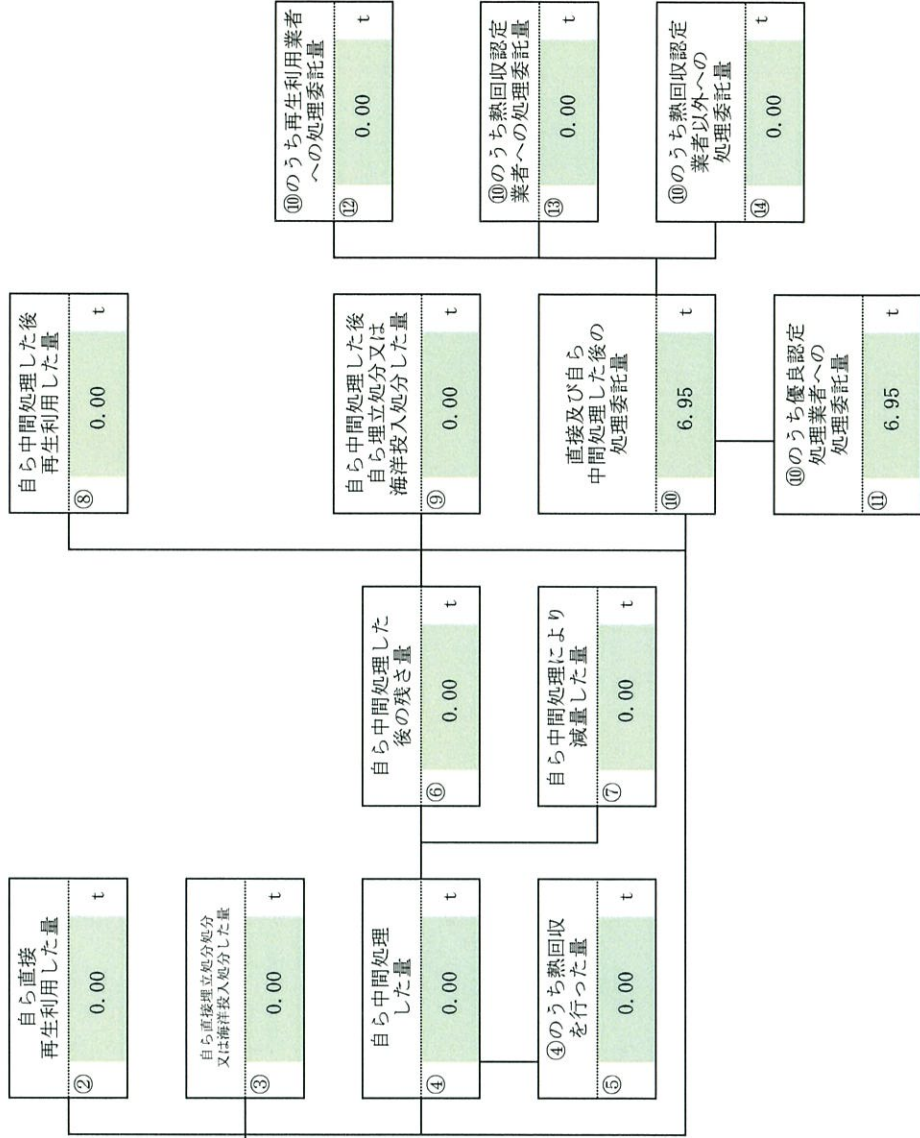 ②
自ら直接
再生利用した量
0.00 t
③
自ら直接埋立処分処分
又は海洋投入処分した量
0.00 t
④
自ら中間処理
した量
0.00 t
⑤
④のうち熱回収
を行った量
0.00 t
⑥
自ら中間処理した
後の残さ量
0.00 t
⑦
自ら中間処理により
減量した量
0.00 t
⑧
自ら中間処理した後
再生利用した量
0.00 t
⑨
自ら中間処理した後
自ら埋立処分又は
海洋投入処分した量
0.00 t
⑩
直接及び自ら
中間処理した後の
処理委託量
6.95 t
⑪
⑩のうち優良認定
処理業者への
処理委託量
6.95 t
⑫
⑩のうち再生利用業者
への処理委託量
0.00 t
⑬
⑩のうち熱回収認定
業者への処理委託量
0.00 t
⑭
⑩のうち熱回収認定
業者以外への
処理委託量
0.00 t